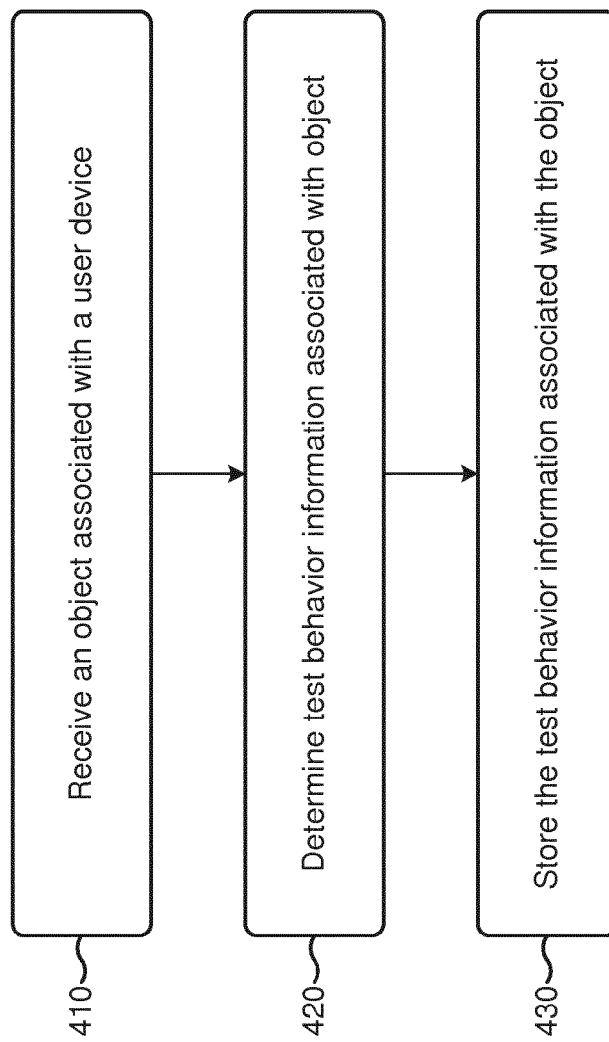 410
Receive an object associated with a user device
420
Determine test behavior information associated with object
430
Store the test behavior information associated with the object